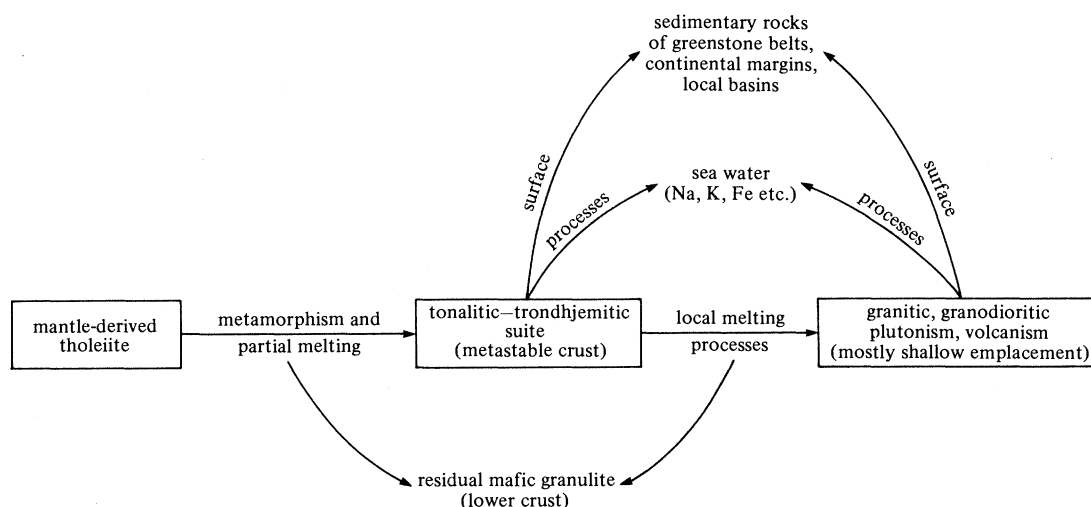 sedimentary rocks
of greenstone belts,
continental margins,
local basins
surface
processes
sea water
(Na, K, Fe etc.)
processes
surface
mantle-derived
tholeiite
metamorphism and
partial melting
tonalitic—trondhjemitic
suite
(metastable crust)
local melting
processes
granitic, granodioritic
plutonism, volcanism
(mostly shallow emplacement)
residual mafic granulite
(lower crust)